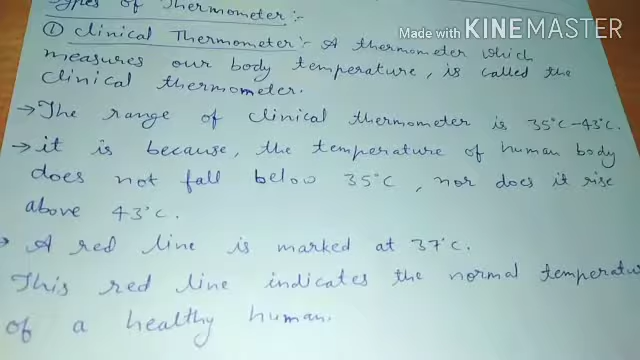 Types of Thermometer :-
Made with KINEMASTER
① Clinical Thermometer :- A thermometer which
measures our body temperature, is called the
clinical thermometer.
→ The range of clinical thermometer is 35°C - 43°C.
→ it is because, the temperature of human body
does not fall below 35°C, nor does it rise
above 43°C.
→ A red line is marked at 37°C.
This red line indicates the normal temperatur
of a healthy human.